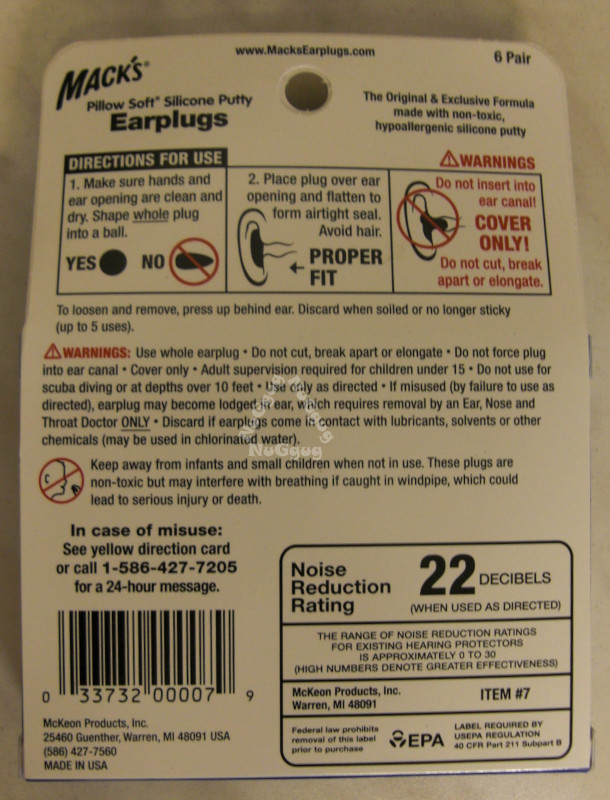 www.MacksEarplugs.com
6 Pair
MACK'S®
Pillow Soft® Silicone Putty
Earplugs
The Original & Exclusive Formula
made with non-toxic,
hypoallergenic silicone putty
DIRECTIONS FOR USE
1. Make sure hands and
ear opening are clean and
dry. Shape whole plug
into a ball.
YES NO
2. Place plug over ear
opening and flatten to
form airtight seal.
Avoid hair.
PROPER
FIT
WARNINGS
Do not insert into
ear canal!
COVER
ONLY!
Do not cut, break
apart or elongate.
To loosen and remove, press up behind ear. Discard when soiled or no longer sticky
(up to 5 uses).
WARNINGS: Use whole earplug • Do not cut, break apart or elongate • Do not force plug
into ear canal • Cover only • Adult supervision required for children under 15 • Do not use for
scuba diving or at depths over 10 feet • Use only as directed • If misused (by failure to use as
directed), earplug may become lodged in ear, which requires removal by an Ear, Nose and
Throat Doctor ONLY • Discard if earplugs come in contact with lubricants, solvents or other
chemicals (may be used in chlorinated water).
NuGgug
Keep away from infants and small children when not in use. These plugs are
non-toxic but may interfere with breathing if caught in windpipe, which could
lead to serious injury or death.
In case of misuse:
See yellow direction card
or call 1-586-427-7205
for a 24-hour message.
0 33732 00007 9
McKeon Products, Inc.
25460 Guenther, Warren, MI 48091 USA
(586) 427-7560
MADE IN USA
Noise
Reduction
Rating
22 DECIBELS
(WHEN USED AS DIRECTED)
THE RANGE OF NOISE REDUCTION RATINGS
FOR EXISTING HEARING PROTECTORS
IS APPROXIMATELY 0 TO 30
(HIGH NUMBERS DENOTE GREATER EFFECTIVENESS)
McKeon Products, Inc.
Warren, MI 48091
ITEM #7
Federal law prohibits
removal of this label
prior to purchase
EPA
LABEL REQUIRED BY
USEPA REGULATION
40 CFR Part 211 Subpart B